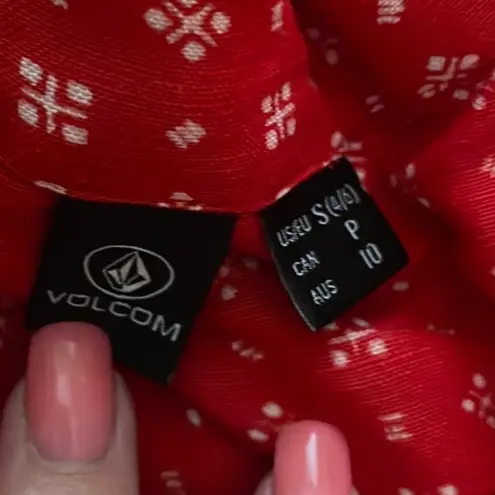 VOLCOM
US/EU S(4/6)
CAN P
AUS 10